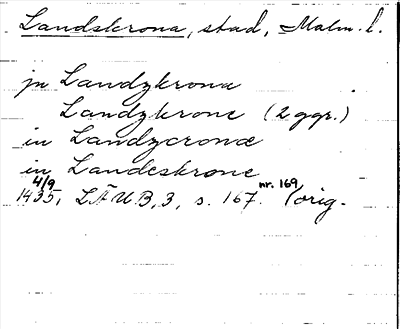 Landskrona, stad, Malm. l.
jn Landzkrona
Landzkrone (2 ggr.)
in Landzcronæ
in Landeskrone
4/9 nr. 169
1435, LÄUB, 3, s. 167. (orig.